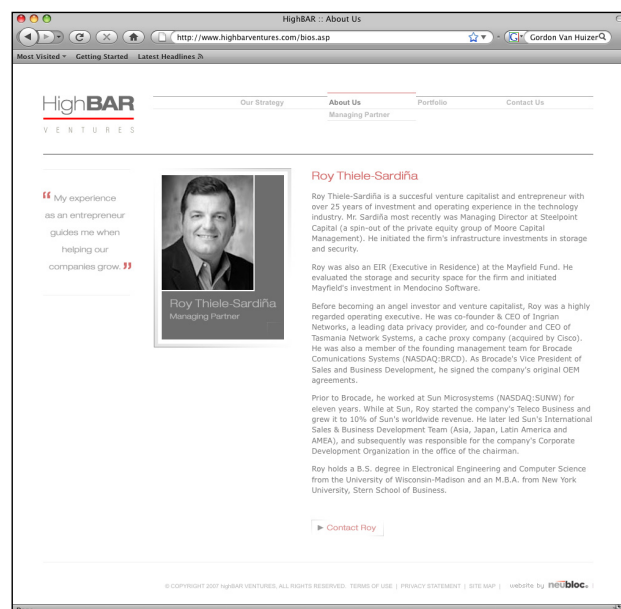 HighBAR :: About Us
http://www.highbarventures.com/bios.asp
Gordon Van Huizer
Most Visited
Getting Started
Latest Headlines
HighBAR
VENTURES
Our Strategy
About Us
Portfolio
Contact Us
Managing Partner
“ My experience
as an entrepreneur
guides me when
helping our
companies grow. ”
Roy Thiele-Sardiña
Managing Partner
Roy Thiele-Sardiña
Roy Thiele-Sardiña is a succesful venture capitalist and entrepreneur with
over 25 years of investment and operating experience in the technology
industry. Mr. Sardiña most recently was Managing Director at Steelpoint
Capital (a spin-out of the private equity group of Moore Capital
Management). He initiated the firm's infrastructure investments in storage
and security.
Roy was also an EIR (Executive in Residence) at the Mayfield Fund. He
evaluated the storage and security space for the firm and initiated
Mayfield's investment in Mendocino Software.
Before becoming an angel investor and venture capitalist, Roy was a highly
regarded operating executive. He was co-founder & CEO of Ingrian
Networks, a leading data privacy provider, and co-founder and CEO of
Tasmania Network Systems, a cache proxy company (acquired by Cisco).
He was also a member of the founding management team for Brocade
Comunications Systems (NASDAQ:BRCD). As Brocade's Vice President of
Sales and Business Development, he signed the company's original OEM
agreements.
Prior to Brocade, he worked at Sun Microsystems (NASDAQ:SUNW) for
eleven years. While at Sun, Roy started the company's Teleco Business and
grew it to 10% of Sun's worldwide revenue. He later led Sun's International
Sales & Business Development Team (Asia, Japan, Latin America and
AMEA), and subsequently was responsible for the company's Corporate
Development Organization in the office of the chairman.
Roy holds a B.S. degree in Electronical Engineering and Computer Science
from the University of Wisconsin-Madison and an M.B.A. from New York
University, Stern School of Business.
Contact Roy
© COPYRIGHT 2007 highBAR VENTURES, ALL RIGHTS RESERVED. TERMS OF USE | PRIVACY STATEMENT | SITE MAP | website by neubloc.